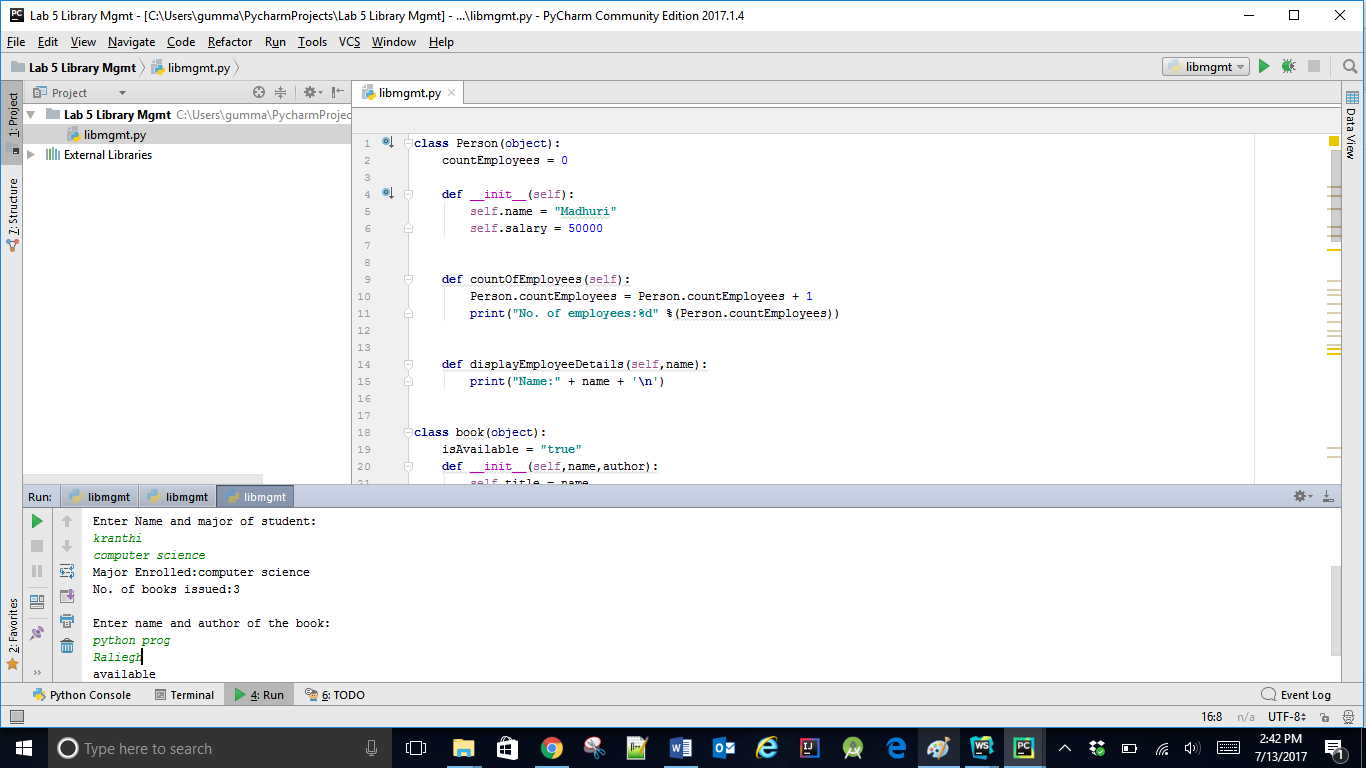 Lab 5 Library Mgmt - [C:\Users\gumma\PycharmProjects\Lab 5 Library Mgmt] - ...\libmgmt.py - PyCharm Community Edition 2017.1.4
File Edit View Navigate Code Refactor Run Tools VCS Window Help
Lab 5 Library Mgmt libmgmt.py libmgmt
Project libmgmt.py
1: Project
7: Structure
2: Favorites
Data View
Lab 5 Library Mgmt C:\Users\gumma\PycharmProjec
libmgmt.py
External Libraries
1 class Person(object):
2 countEmployees = 0
3
4 def __init__(self):
5 self.name = "Madhuri"
6 self.salary = 50000
7
8
9 def countOfEmployees(self):
10 Person.countEmployees = Person.countEmployees + 1
11 print("No. of employees:%d" %(Person.countEmployees))
12
13
14 def displayEmployeeDetails(self,name):
15 print("Name:" + name + '\n')
16
17
18 class book(object):
19 isAvailable = "true"
20 def __init__(self,name,author):
21 self.title = name
Run: libmgmt libmgmt libmgmt
Enter Name and major of student:
kranthi
computer science
Major Enrolled:computer science
No. of books issued:3
Enter name and author of the book:
python prog
Raliegh
available
Python Console Terminal 4: Run 6: TODO Event Log
16:8 n/a UTF-8
Type here to search
2:42 PM
7/13/2017
1